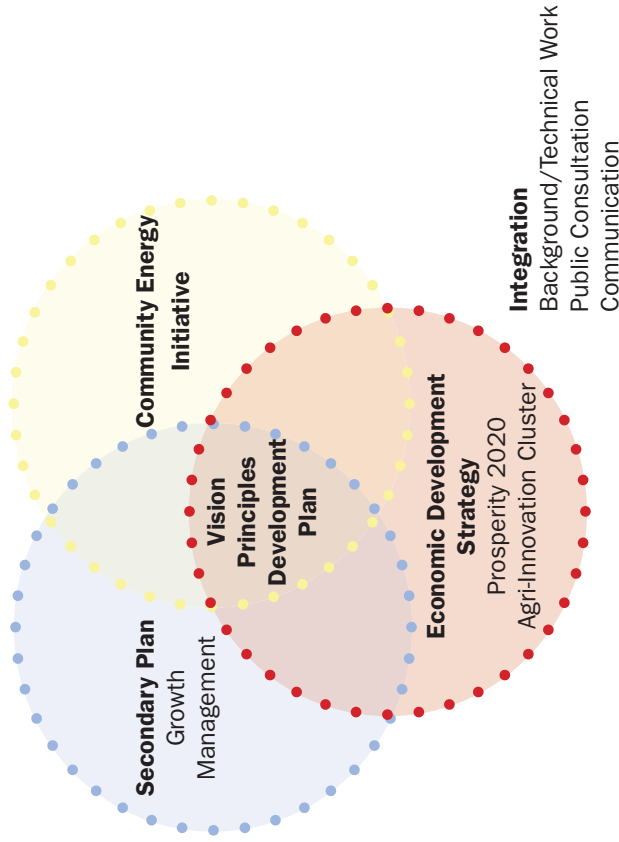 Secondary Plan
Growth
Management
Community Energy
Initiative
Vision
Principles
Development
Plan
Economic Development
Strategy
Prosperity 2020
Agri-Innovation Cluster
Integration
Background/Technical Work
Public Consultation
Communication